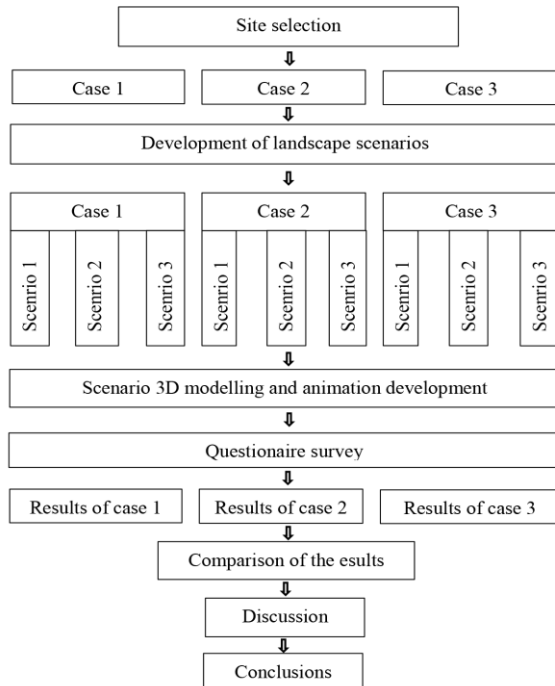 Site selection
Case 1 Case 2 Case 3
Development of landscape scenarios
Case 1 Case 2 Case 3
Scenrio 1 Scenrio 2 Scenrio 3 Scenrio 1 Scenrio 2 Scenrio 3 Scenrio 1 Scenrio 2 Scenrio 3
Scenario 3D modelling and animation development
Questionaire survey
Results of case 1 Results of case 2 Results of case 3
Comparison of the esults
Discussion
Conclusions